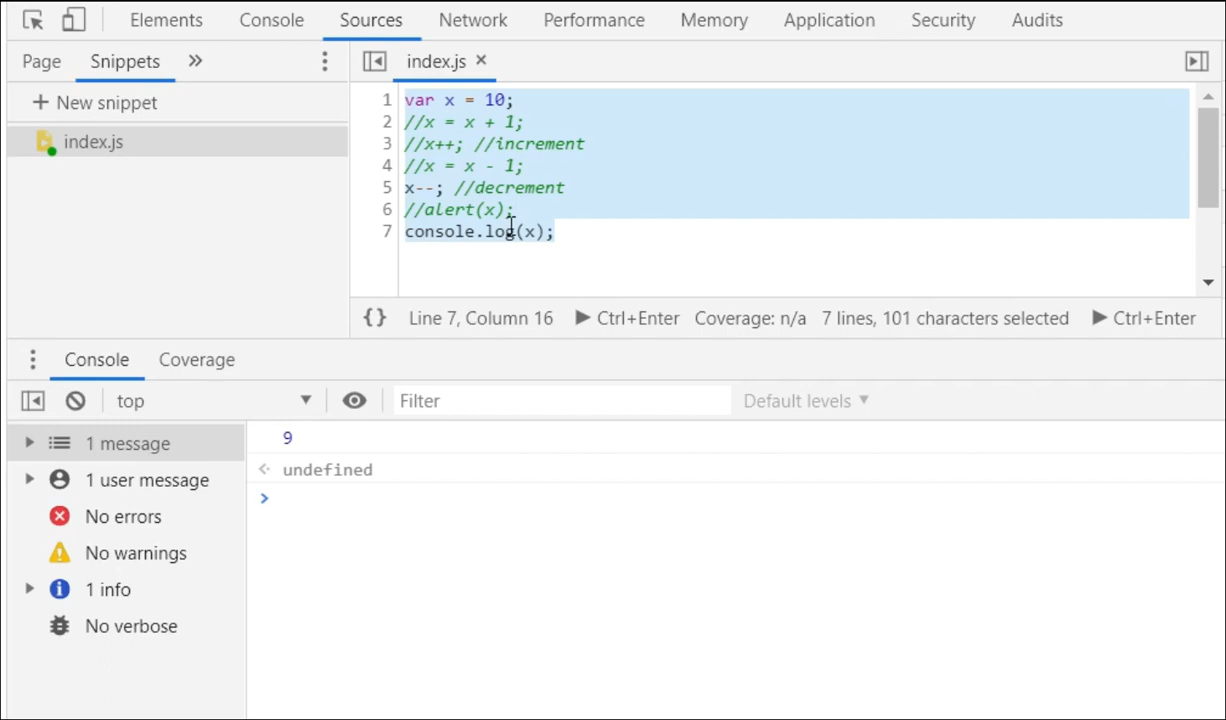 Elements Console Sources Network Performance Memory Application Security Audits
Page Snippets
index.js
+ New snippet
index.js
1 var x = 10;
2 //x = x + 1;
3 //x++; //increment
4 //x = x - 1;
5 x--; //decrement
6 //alert(x);
7 console.log(x);
{} Line 7, Column 16 Ctrl+Enter Coverage: n/a 7 lines, 101 characters selected Ctrl+Enter
Console Coverage
top Filter Default levels
1 message
1 user message
No errors
No warnings
1 info
No verbose
9
undefined